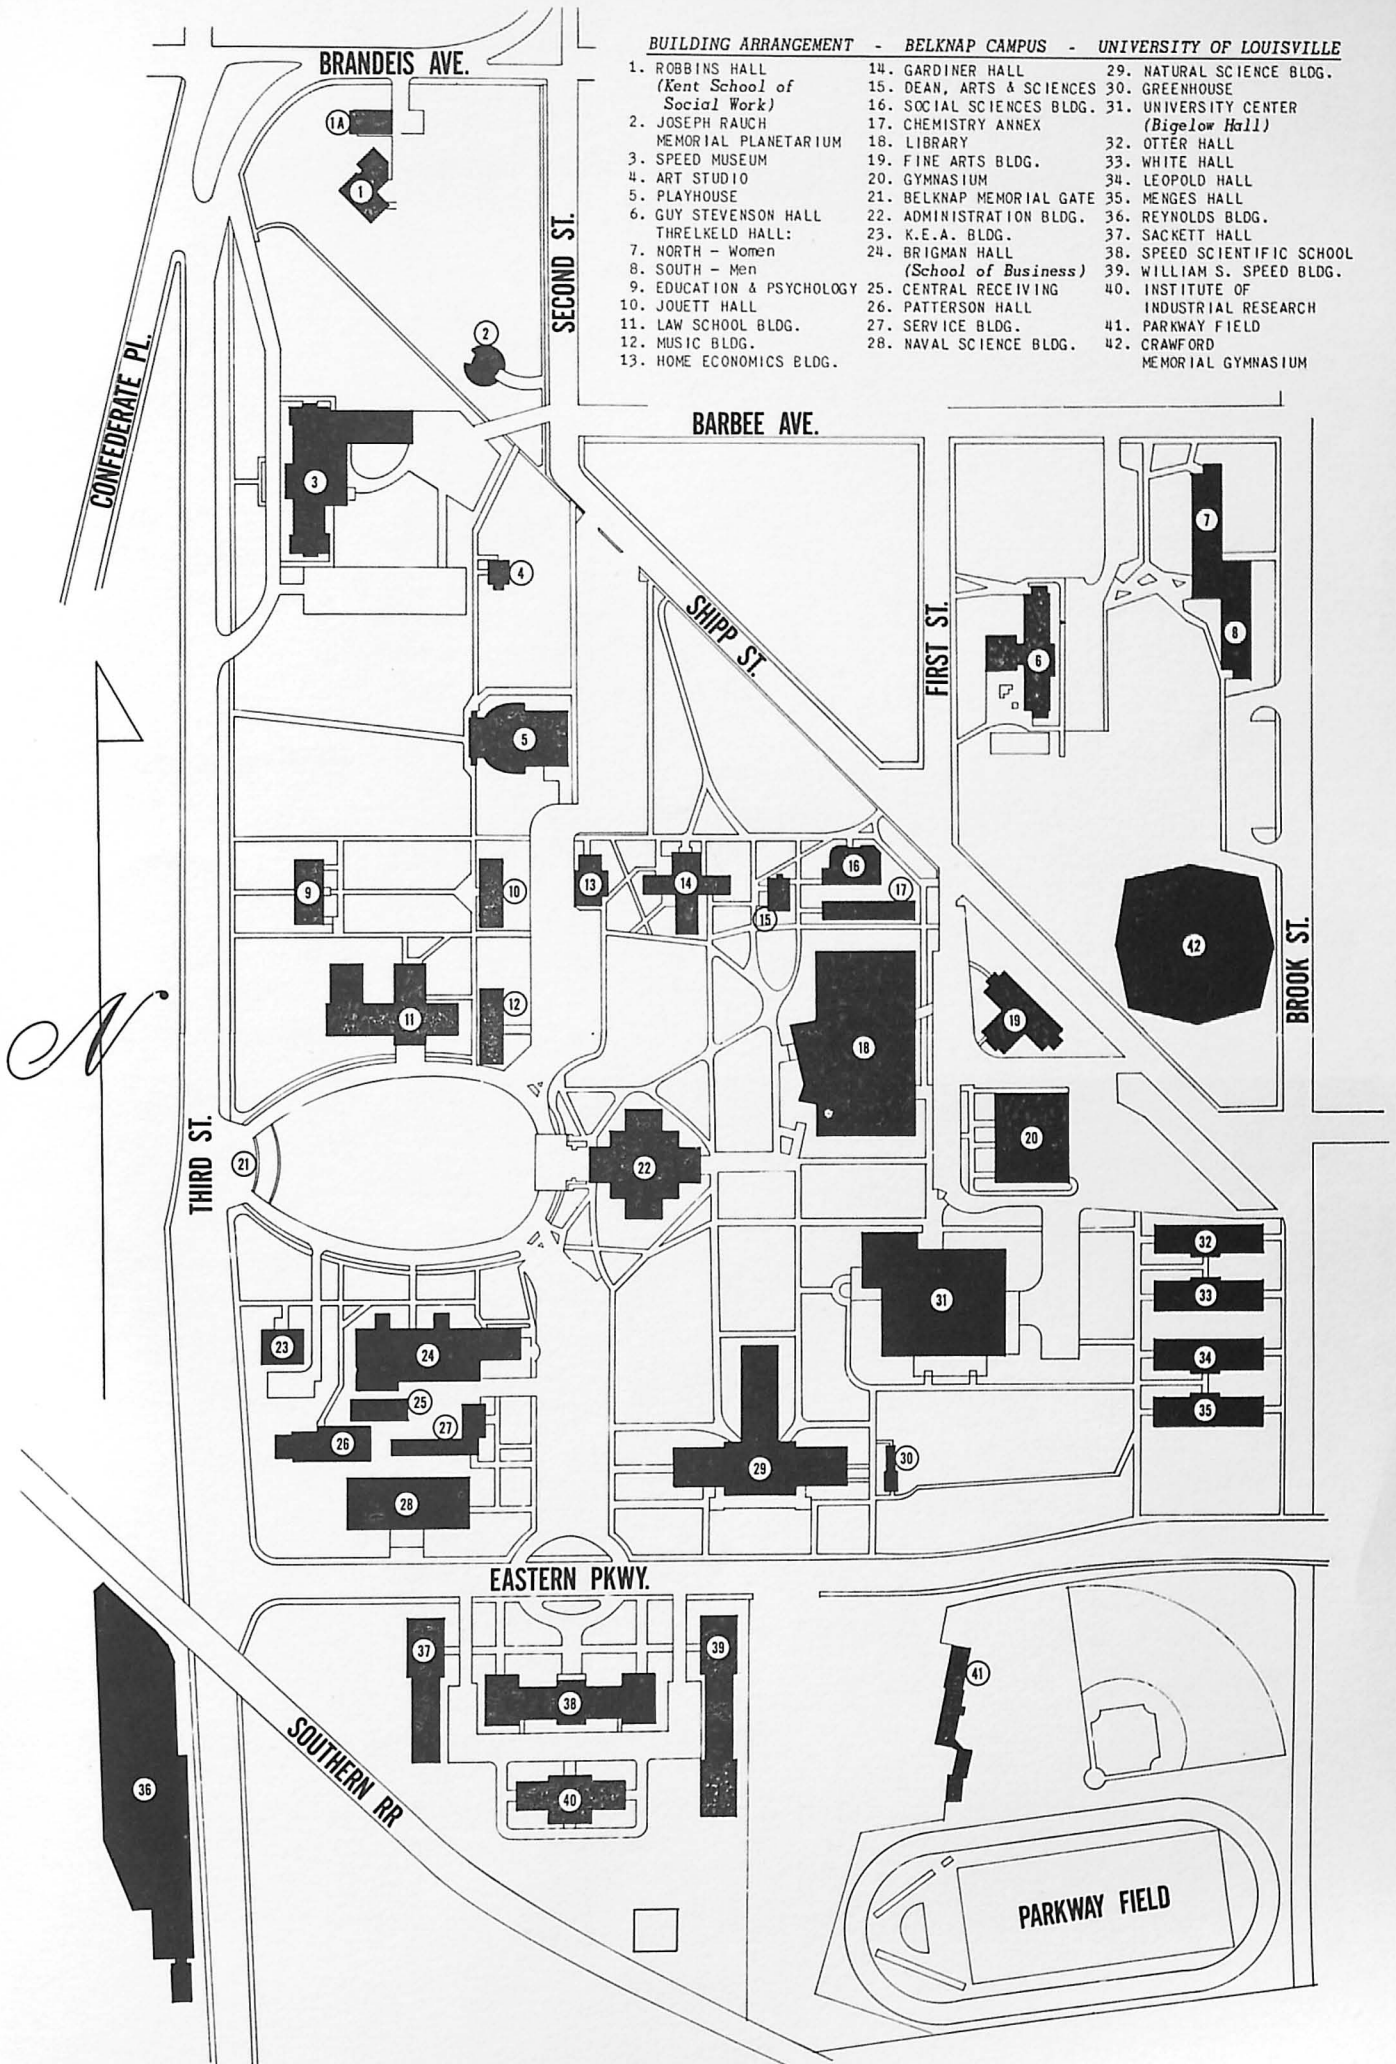 BUILDING ARRANGEMENT - BELKNAP CAMPUS - UNIVERSITY OF LOUISVILLE
1. ROBBINS HALL
(Kent School of
Social Work)
2. JOSEPH RAUCH
MEMORIAL PLANETARIUM
3. SPEED MUSEUM
4. ART STUDIO
5. PLAYHOUSE
6. GUY STEVENSON HALL
THRELKELD HALL:
7. NORTH - Women
8. SOUTH - Men
9. EDUCATION & PSYCHOLOGY
10. JOUETT HALL
11. LAW SCHOOL BLDG.
12. MUSIC BLDG.
13. HOME ECONOMICS BLDG.
14. GARDINER HALL
15. DEAN, ARTS & SCIENCES
16. SOCIAL SCIENCES BLDG.
17. CHEMISTRY ANNEX
18. LIBRARY
19. FINE ARTS BLDG.
20. GYMNASIUM
21. BELKNAP MEMORIAL GATE
22. ADMINISTRATION BLDG.
23. K.E.A. BLDG.
24. BRIGMAN HALL
(School of Business)
25. CENTRAL RECEIVING
26. PATTERSON HALL
27. SERVICE BLDG.
28. NAVAL SCIENCE BLDG.
29. NATURAL SCIENCE BLDG.
30. GREENHOUSE
31. UNIVERSITY CENTER
(Bigelow Hall)
32. OTTER HALL
33. WHITE HALL
34. LEOPOLD HALL
35. MENGES HALL
36. REYNOLDS BLDG.
37. SACKETT HALL
38. SPEED SCIENTIFIC SCHOOL
39. WILLIAM S. SPEED BLDG.
40. INSTITUTE OF
INDUSTRIAL RESEARCH
41. PARKWAY FIELD
42. CRAWFORD
MEMORIAL GYMNASIUM
BRANDEIS AVE.
1A
1
SECOND ST.
2
CONFEDERATE PL.
BARBEE AVE.
3
7
4
SHIPP ST.
FIRST ST.
8
6
5
9
10
13
14
16
17
15
42
BROOK ST.
11
12
19
18
N
THIRD ST.
21
22
20
32
33
31
23
24
34
25
35
27
26
29
30
28
EASTERN PKWY.
37
39
41
38
SOUTHERN RR
36
40
PARKWAY FIELD